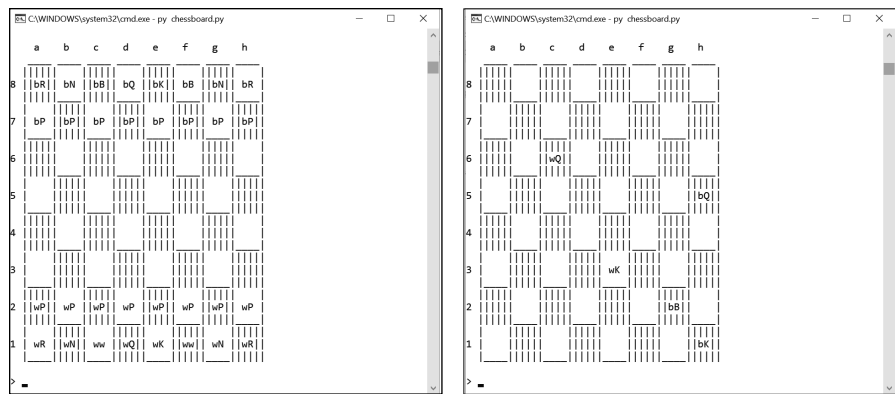 C:\WINDOWS\system32\cmd.exe - py chessboard.py
a b c d e f g h
8 ||bR|| bN ||bB|| bQ ||bK|| bB ||bN|| bR |
7 | bP ||bP|| bP ||bP|| bP ||bP|| bP ||bP||
6
5
4
3
2 ||wP|| wP ||wP|| wP ||wP|| wP ||wP|| wP |
1 | wR ||wN|| ww ||wQ|| wK ||ww|| wN ||wR||
> _
C:\WINDOWS\system32\cmd.exe - py chessboard.py
a b c d e f g h
8
7
6 ||wQ||
5 ||bQ||
4
3 wK
2 ||bB||
1 ||bK||
> _